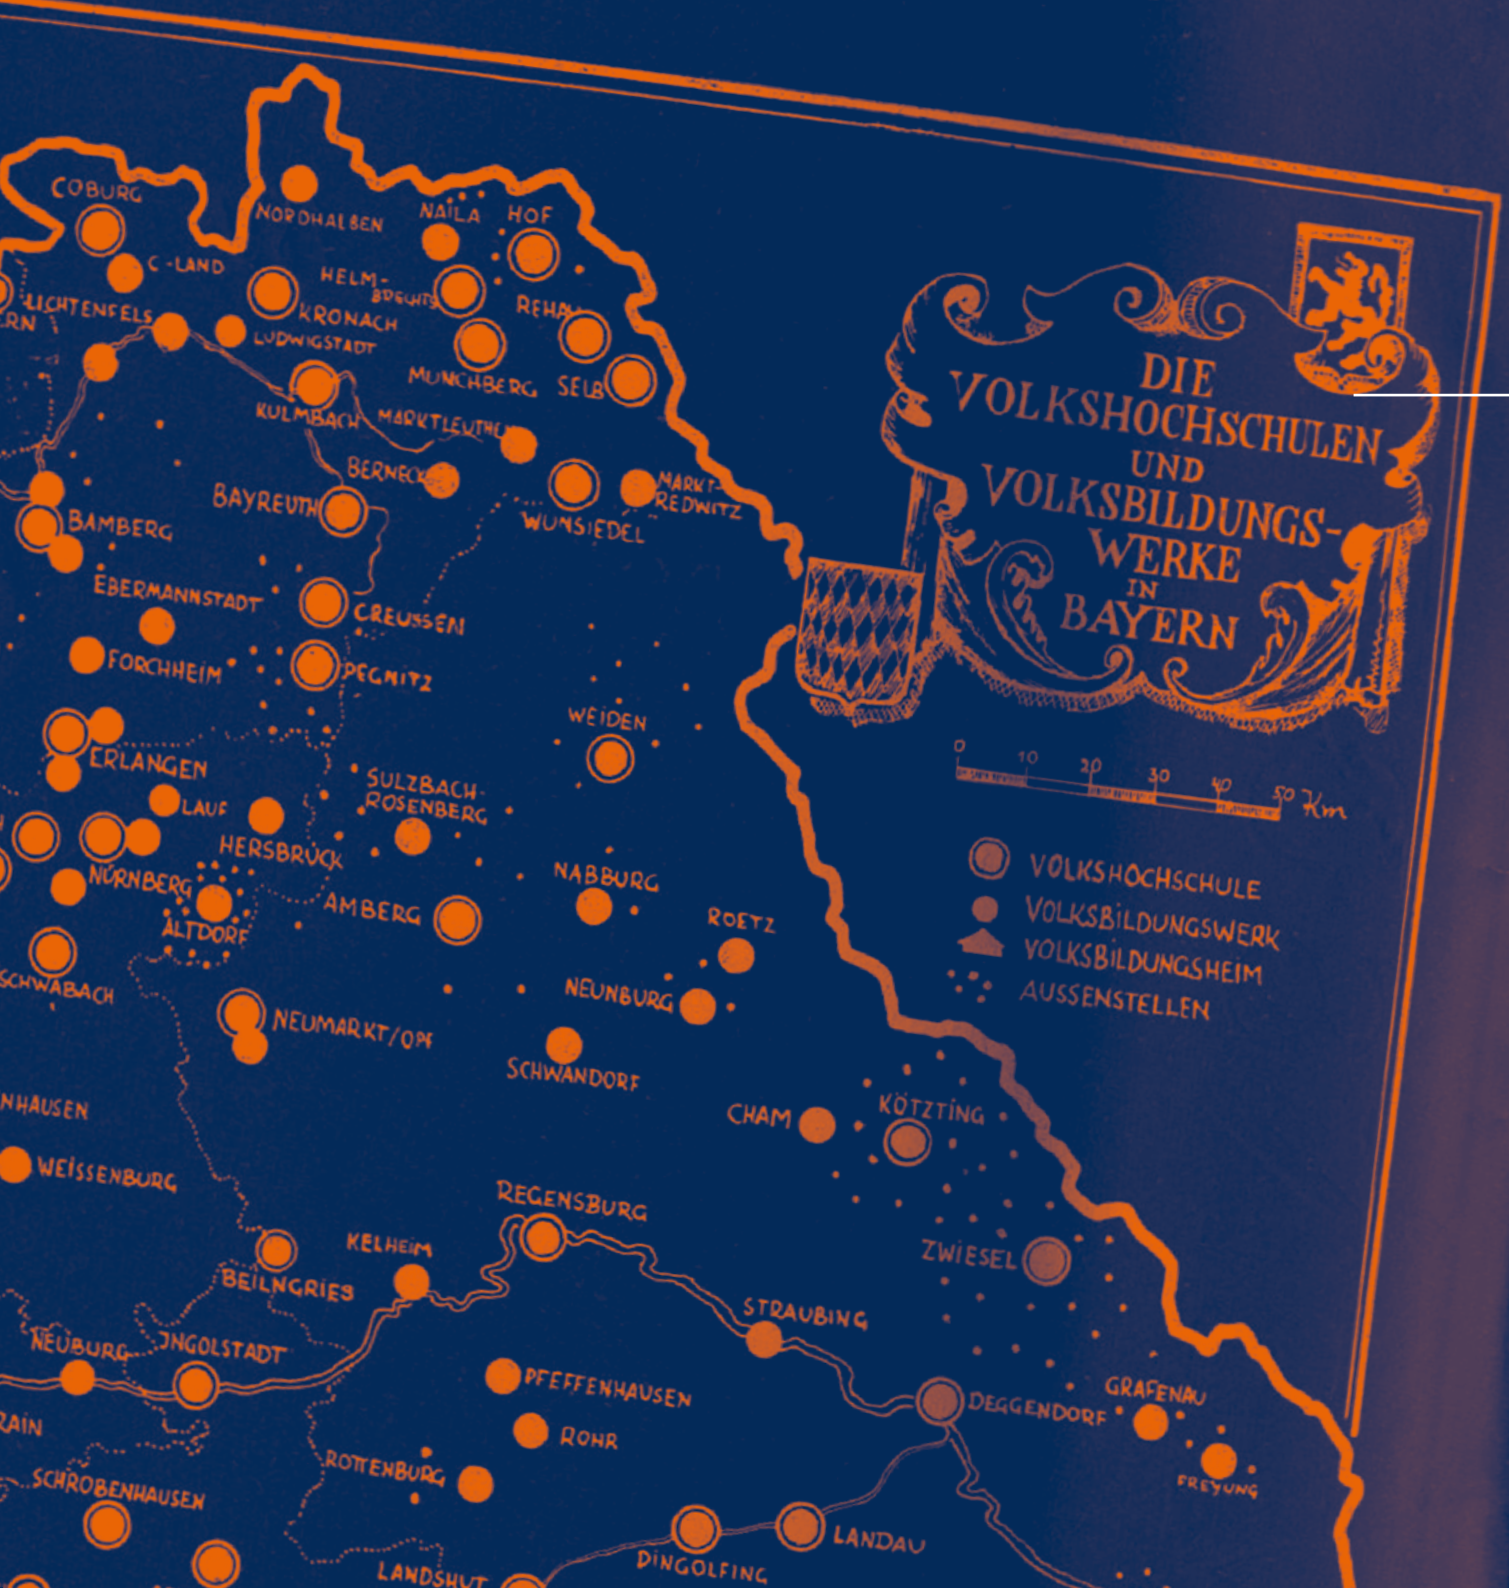 DIE
VOLKSHOCHSCHULEN
UND
VOLKSBILDUNGS-
WERKE
IN
BAYERN
0 10 20 30 40 50 Km
VOLKSHOCHSCHULE
VOLKSBILDUNGSWERK
VOLKSBILDUNGSHEIM
AUSSENSTELLEN
COBURG
NORDHALBEN
NAILA
HOF
C-LAND
HELM-
BRECHTS
REHAU
LICHTENFELS
ERN
KRONACH
LUDWIGSTADT
MÜNCHBERG
SELB
KULMBACH
MARKTLEUTHEN
BERNECK
BAYREUTH
MARKT-
REDWITZ
WUNSIEDEL
BAMBERG
EBERMANNSTADT
CREUSSEN
FORCHHEIM
PEGNITZ
WEIDEN
ERLANGEN
SULZBACH-
ROSENBERG
LAUF
HERSBRUCK
NÜRNBERG
NABBURG
AMBERG
ROETZ
ALTDORF
SCHWABACH
NEUNBURG
NEUMARKT/OPF
SCHWANDORF
NHAUSEN
CHAM
KÖTZTING
WEISSENBURG
REGENSBURG
KELHEIM
ZWIESEL
BEILNGRIES
STRAUBING
NEUBURG
INGOLSTADT
PFEFFENHAUSEN
DEGGENDORF
GRAFENAU
RAIN
ROHR
ROTTENBURG
FREYUNG
SCHROBENHAUSEN
LANDAU
DINGOLFING
LANDSHUT